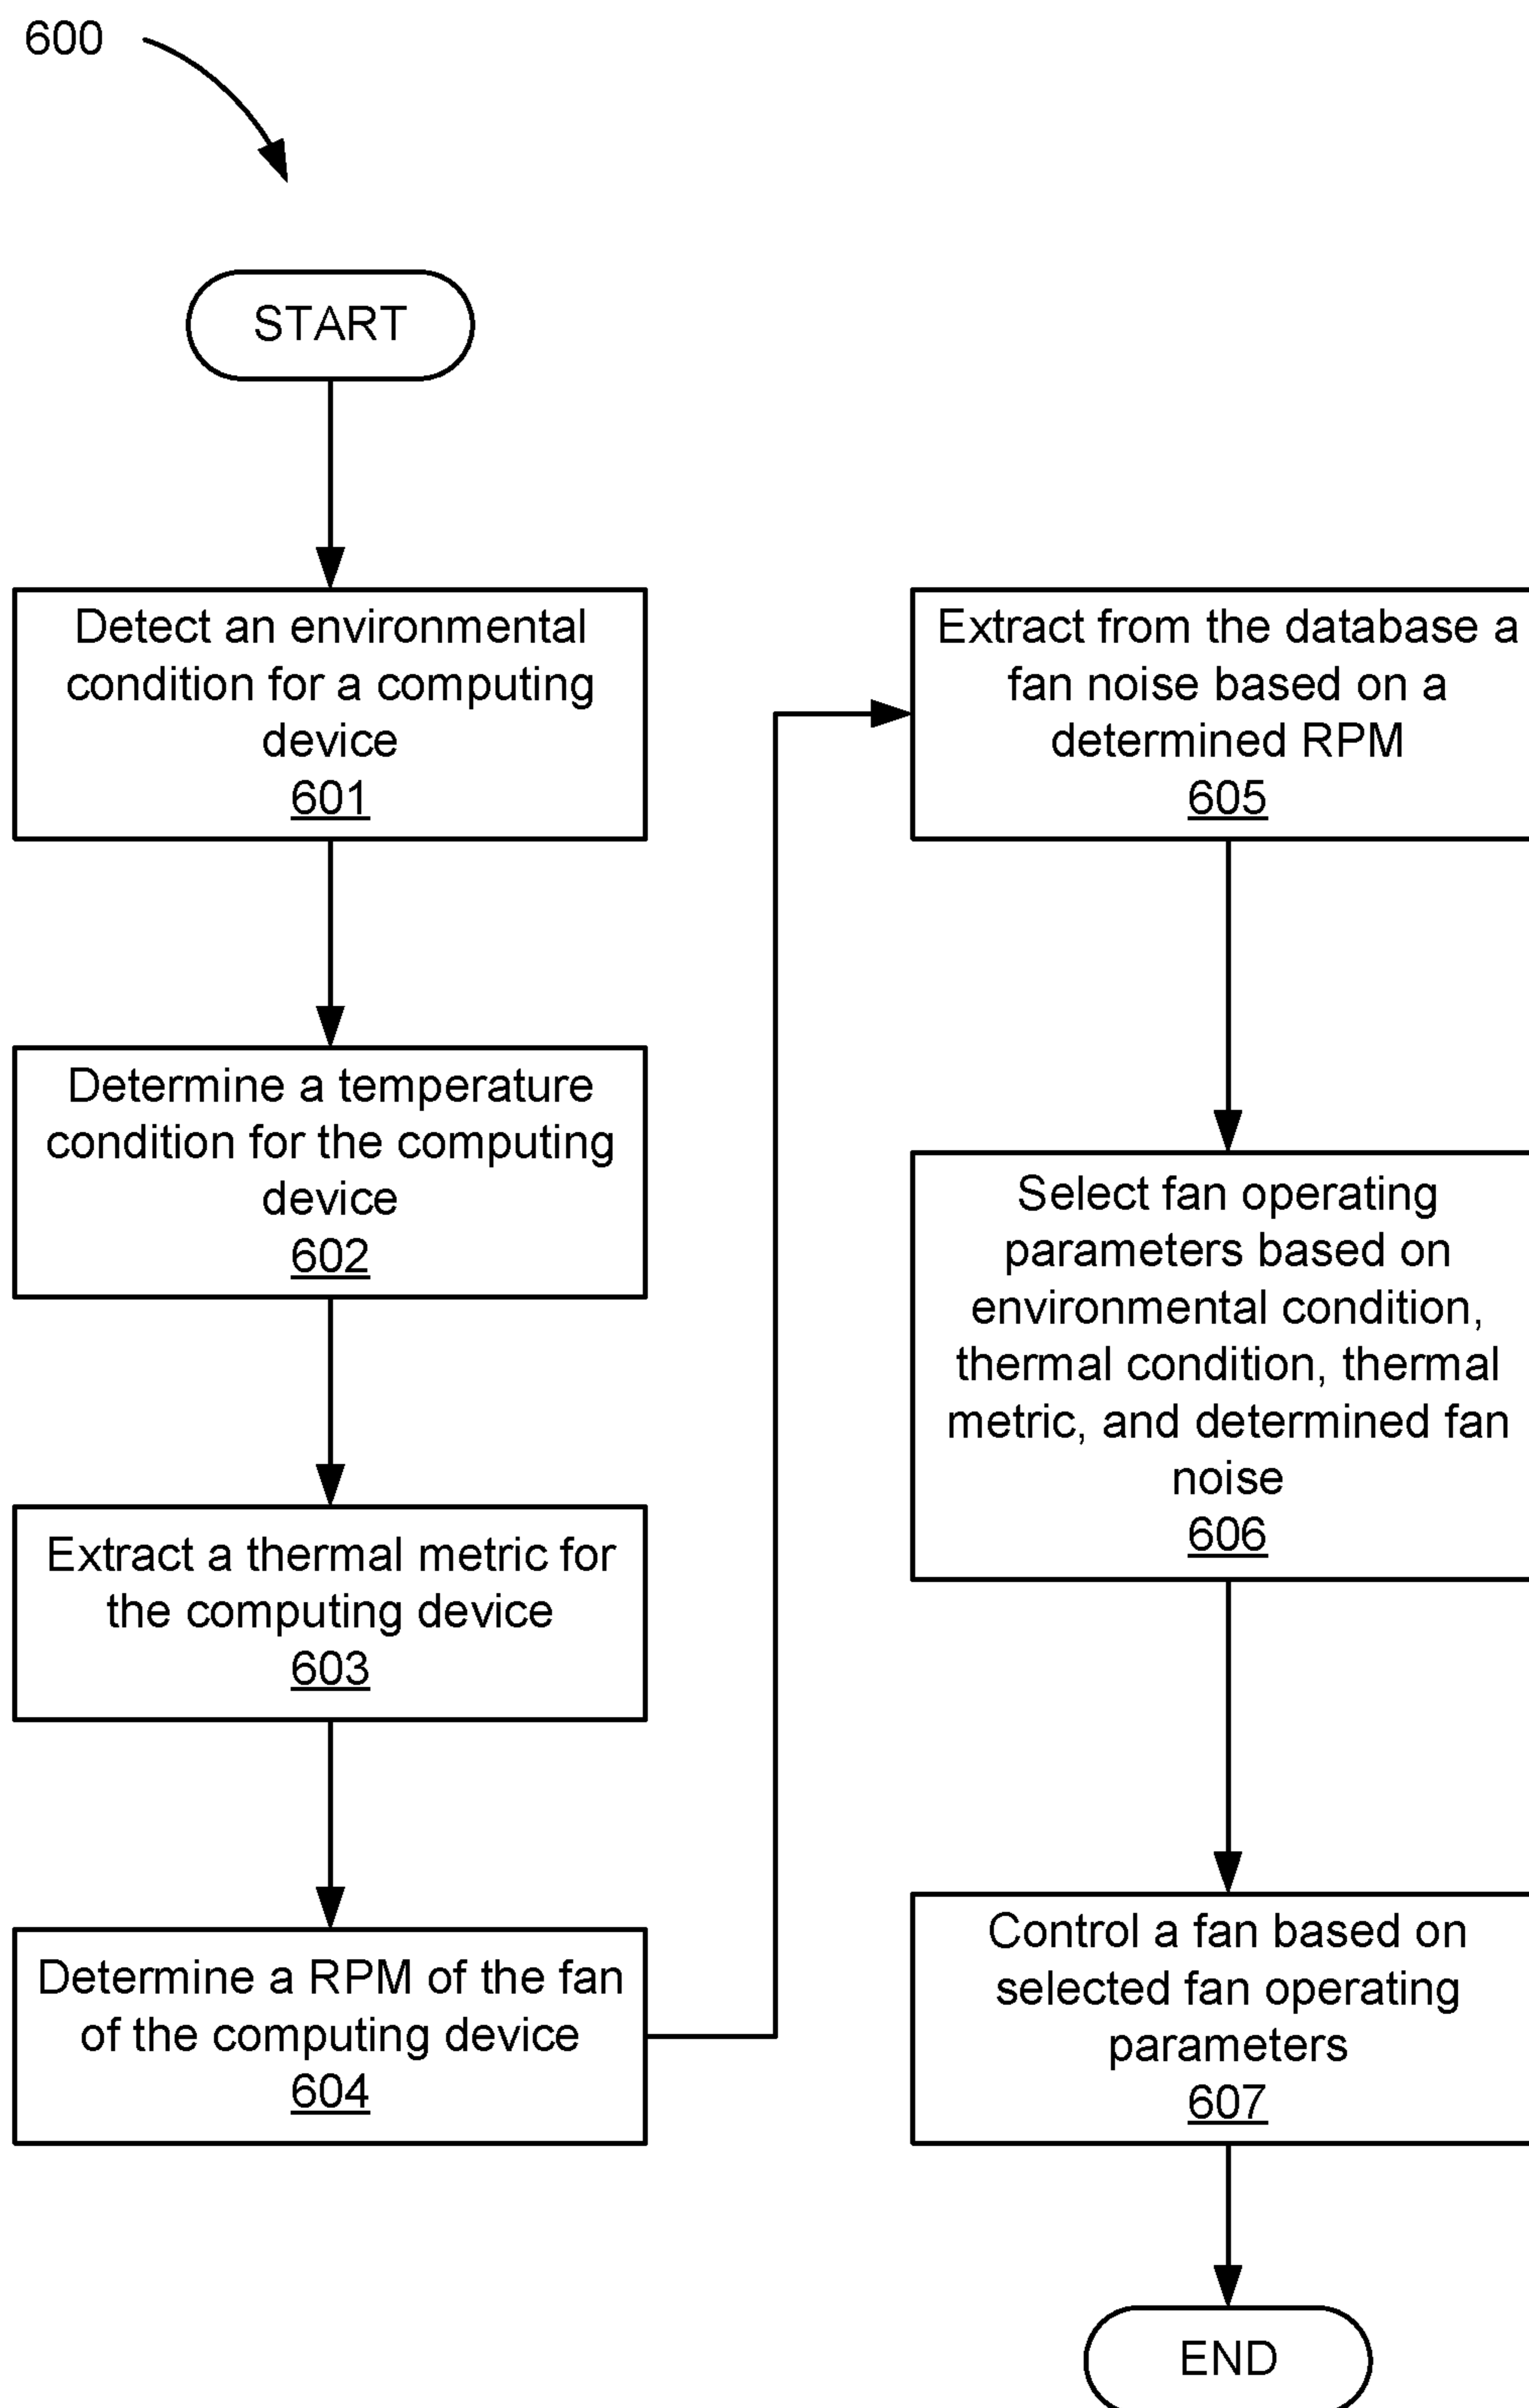 600
START
Detect an environmental
condition for a computing
device
601
Determine a temperature
condition for the computing
device
602
Extract a thermal metric for
the computing device
603
Determine a RPM of the fan
of the computing device
604
Extract from the database a
fan noise based on a
determined RPM
605
Select fan operating
parameters based on
environmental condition,
thermal condition, thermal
metric, and determined fan
noise
606
Control a fan based on
selected fan operating
parameters
607
END